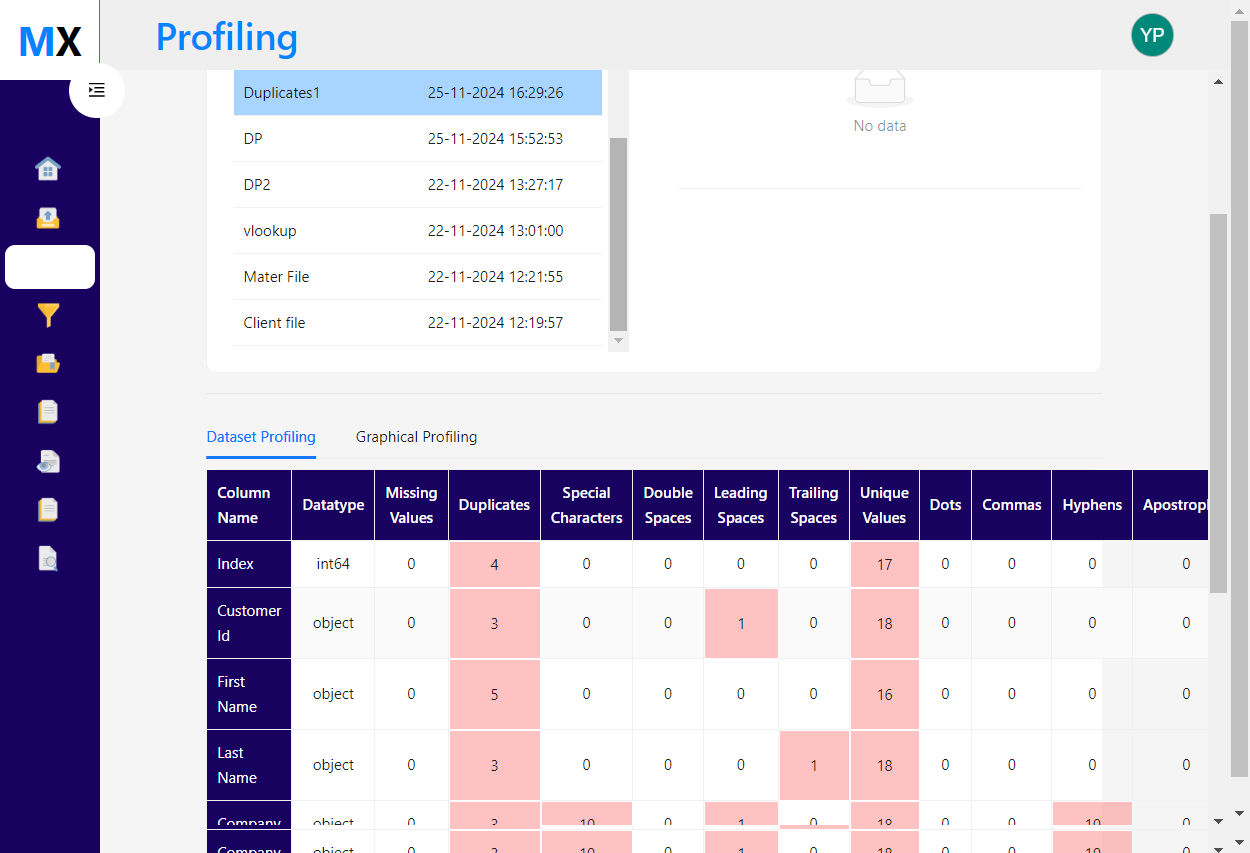 MX
Profiling
YP
Duplicates1 25-11-2024 16:29:26
DP 25-11-2024 15:52:53
DP2 22-11-2024 13:27:17
vlookup 22-11-2024 13:01:00
Mater File 22-11-2024 12:21:55
Client file 22-11-2024 12:19:57
No data
Dataset Profiling Graphical Profiling
Column Name Datatype Missing Values Duplicates Special Characters Double Spaces Leading Spaces Trailing Spaces Unique Values Dots Commas Hyphens Apostroph
Index int64 0 4 0 0 0 0 17 0 0 0 0
Customer Id object 0 3 0 0 1 0 18 0 0 0 0
First Name object 0 5 0 0 0 0 16 0 0 0 0
Last Name object 0 3 0 0 0 1 18 0 0 0 0
Company object 0 3 10 0 1 0 18 0 0 10 0
Company object 0 3 10 0 1 0 18 0 0 10 0